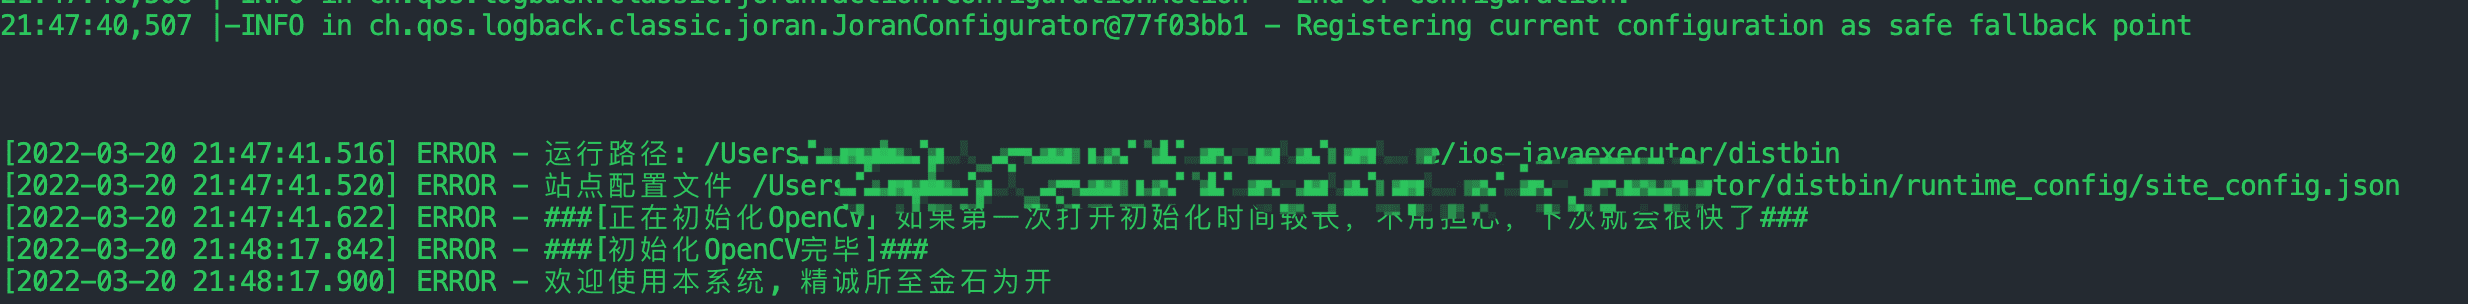 21:47:40,507 |-INFO in ch.qos.logback.classic.joran.JoranConfigurator@77f03bb1 - Registering current configuration as safe fallback point
[2022-03-20 21:47:41.516] ERROR - 运行路径: /Users /ios-javaexecutor/distbin
[2022-03-20 21:47:41.520] ERROR - 站点配置文件 /Users tor/distbin/runtime_config/site_config.json
[2022-03-20 21:47:41.622] ERROR - ###[正在初始化OpenCV] 如果第一次打开初始化时间较长, 不用担心, 下次就会很快了###
[2022-03-20 21:48:17.842] ERROR - ###[初始化OpenCV完毕]###
[2022-03-20 21:48:17.900] ERROR - 欢迎使用本系统, 精诚所至金石为开